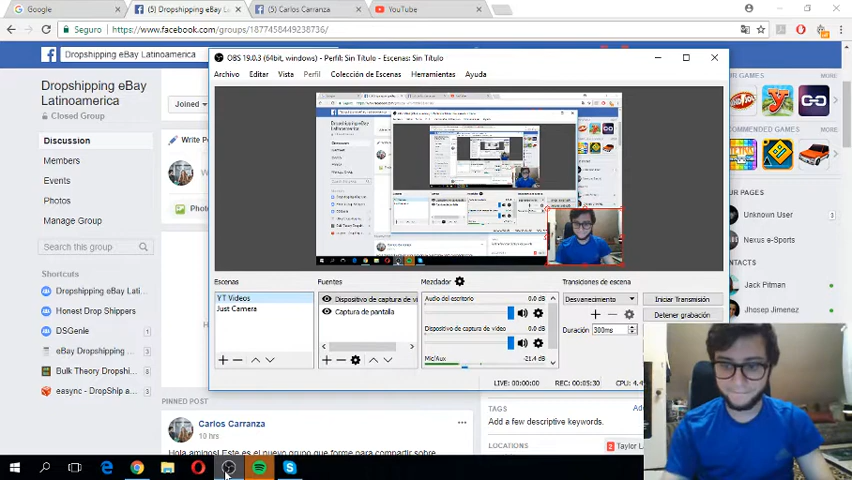 Google
(5) Dropshipping eBay L
(5) Carlos Carranza
YouTube
Seguro
https://www.facebook.com/groups/1877458449238736/
Dropshipping eBay Latinoamerica
OBS 19.0.3 (64bit, windows) - Perfil: Sin Título - Escenas: Sin Título
Archivo Editar Vista Perfil Colección de Escenas Herramientas Ayuda
Dropshipping eBay
Latinoamerica
Closed Group
Joined
Discussion
Members
Events
Photos
Manage Group
Search this group
Shortcuts
Dropshipping eBay Lati...
Honest Drop Shippers
DSGenie
eBay Dropshipping ...
Bulk Theory Dropshi...
easync - DropShip a...
Write P
Photo
UR GAMES MORE
COMMENDED GAMES MORE
UR PAGES
Unknown User 1
Nexus e-Sports
Jack Pitman
Jhosep Jimenez
Escenas
YT Videos
Just Camera
Fuentes
Dispositivo de captura de vi
Captura de pantalla
Mezclador
Audio del escritorio 0.0 dB
Dispositivo de captura de video 0.0 dB
Mic/Aux -21.4 dB
Transiciones de escena
Desvanecimiento
Duración 300ms
Iniciar Transmisión
Detener grabación
LIVE: 00:00:00 REC: 00:05:30 CPU: 4.4
PINNED POST
Carlos Carranza
10 hrs
Hola amigos! Este es el nuevo grupo que forme para compartir sobre
TAGS
Add a few descriptive keywords.
LOCATIONS
Taylor L